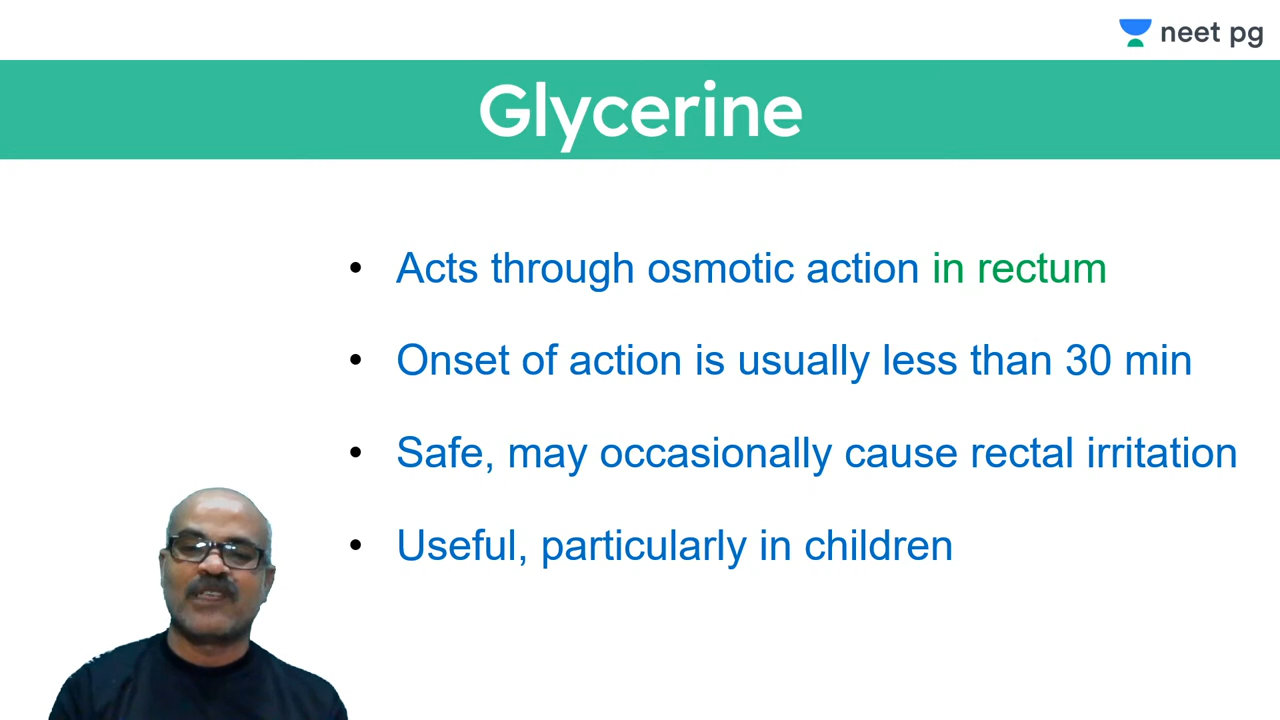 neet pg
Glycerine
• Acts through osmotic action in rectum
• Onset of action is usually less than 30 min
• Safe, may occasionally cause rectal irritation
• Useful, particularly in children